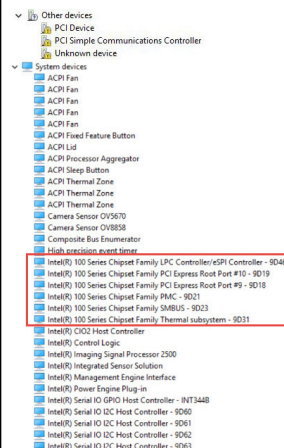 Other devices
PCI Device
PCI Simple Communications Controller
Unknown device
System devices
ACPI Fan
ACPI Fan
ACPI Fan
ACPI Fan
ACPI Fan
ACPI Fixed Feature Button
ACPI Lid
ACPI Processor Aggregator
ACPI Sleep Button
ACPI Thermal Zone
ACPI Thermal Zone
ACPI Thermal Zone
Camera Sensor OV5670
Camera Sensor OV8858
Composite Bus Enumerator
High precision event timer
Intel(R) 100 Series Chipset Family LPC Controller/eSPI Controller - 9D46
Intel(R) 100 Series Chipset Family PCI Express Root Port #10 - 9D19
Intel(R) 100 Series Chipset Family PCI Express Root Port #9 - 9D18
Intel(R) 100 Series Chipset Family PMC - 9D21
Intel(R) 100 Series Chipset Family SMBUS - 9D23
Intel(R) 100 Series Chipset Family Thermal subsystem - 9D31
Intel(R) CIO2 Host Controller
Intel(R) Control Logic
Intel(R) Imaging Signal Processor 2500
Intel(R) Integrated Sensor Solution
Intel(R) Management Engine Interface
Intel(R) Power Engine Plug-in
Intel(R) Serial IO GPIO Host Controller - INT344B
Intel(R) Serial IO I2C Host Controller - 9D60
Intel(R) Serial IO I2C Host Controller - 9D61
Intel(R) Serial IO I2C Host Controller - 9D62
Intel(R) Serial IO I2C Host Controller - 9D63